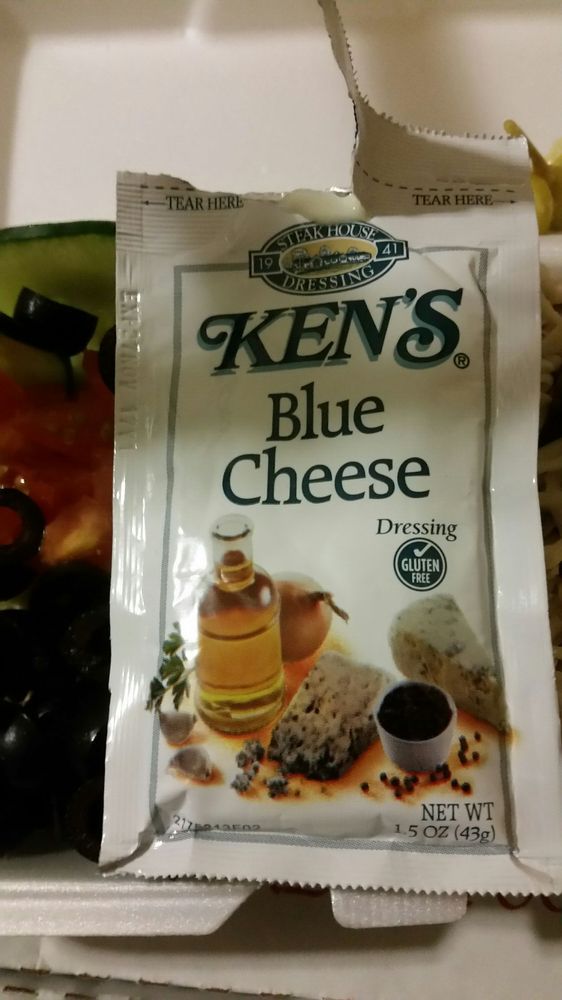 TEAR HERE
TEAR HERE
STEAK HOUSE
19 41
DRESSING
KEN'S®
Blue
Cheese
Dressing
GLUTEN
FREE
NET WT
1.5 OZ (43g)